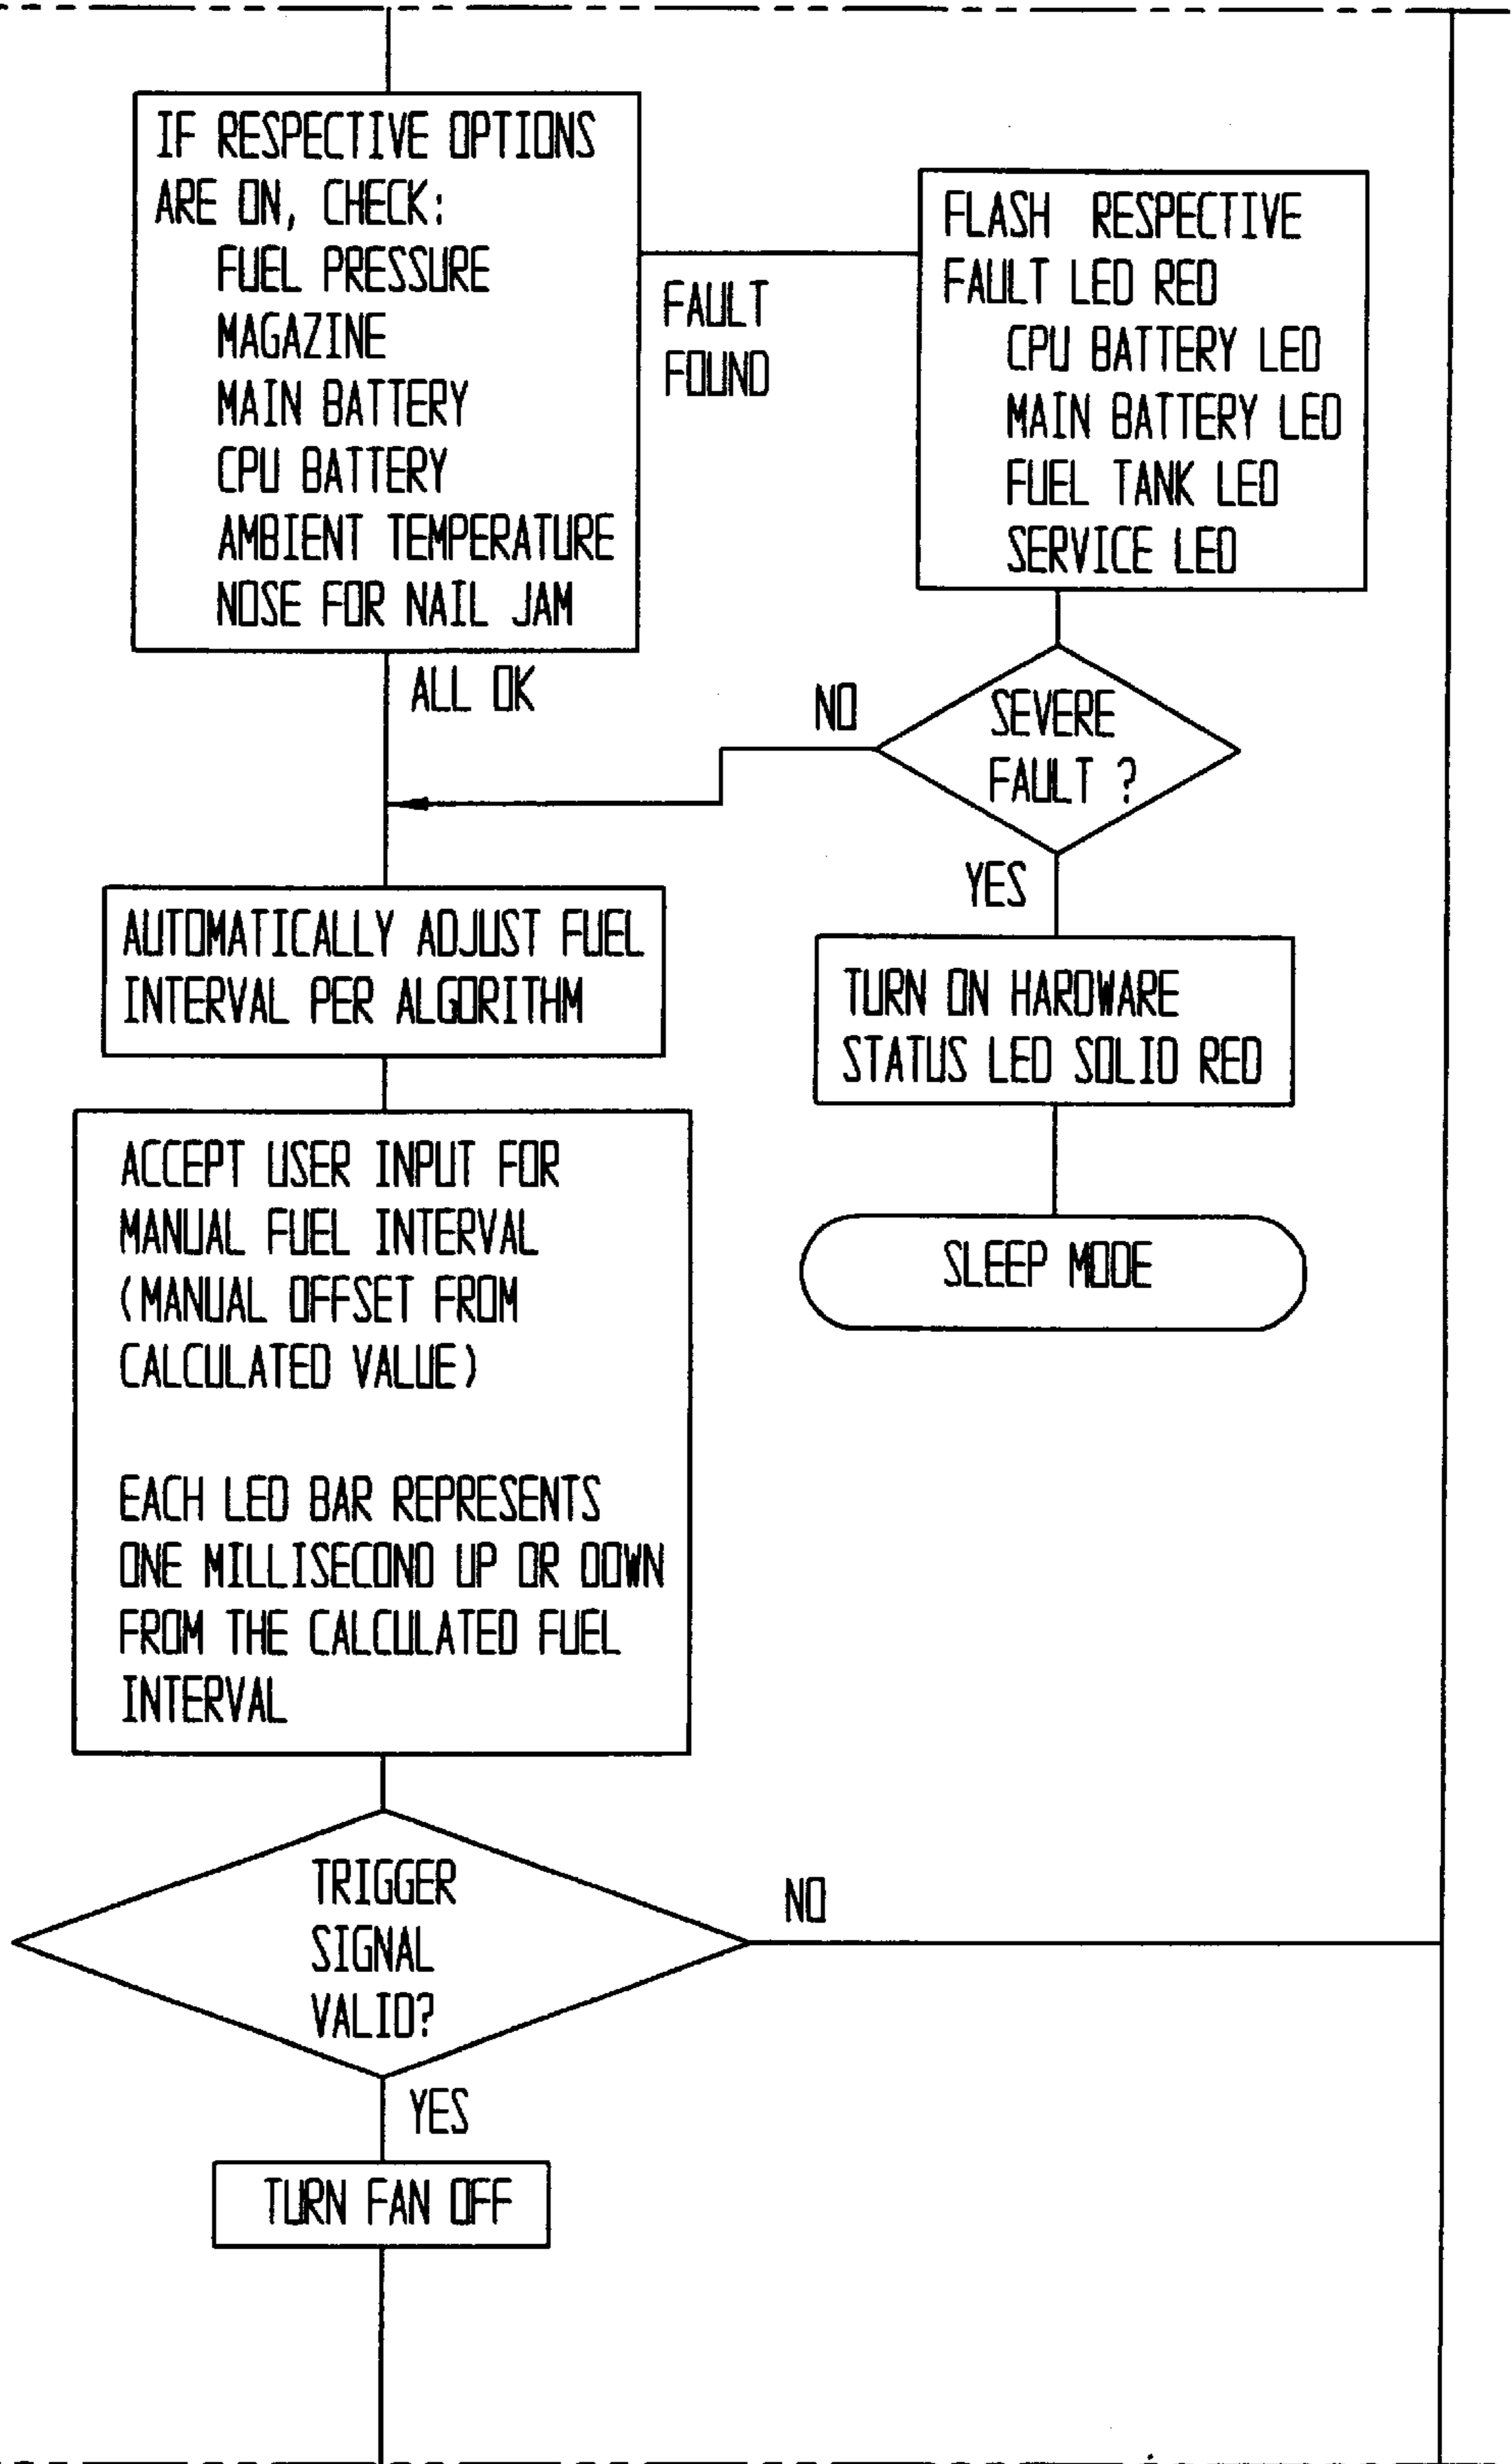 IF RESPECTIVE OPTIONS
ARE ON, CHECK:
FUEL PRESSURE
MAGAZINE
MAIN BATTERY
CPU BATTERY
AMBIENT TEMPERATURE
NOSE FOR NAIL JAM
FAULT
FOUND
FLASH RESPECTIVE
FAULT LED RED
CPU BATTERY LED
MAIN BATTERY LED
FUEL TANK LED
SERVICE LED
ALL OK
NO
SEVERE
FAULT ?
YES
AUTOMATICALLY ADJUST FUEL
INTERVAL PER ALGORITHM
TURN ON HARDWARE
STATUS LED SOLID RED
SLEEP MODE
ACCEPT USER INPUT FOR
MANUAL FUEL INTERVAL
(MANUAL OFFSET FROM
CALCULATED VALUE)
EACH LED BAR REPRESENTS
ONE MILLISECOND UP OR DOWN
FROM THE CALCULATED FUEL
INTERVAL
TRIGGER
SIGNAL
VALID?
NO
YES
TURN FAN OFF